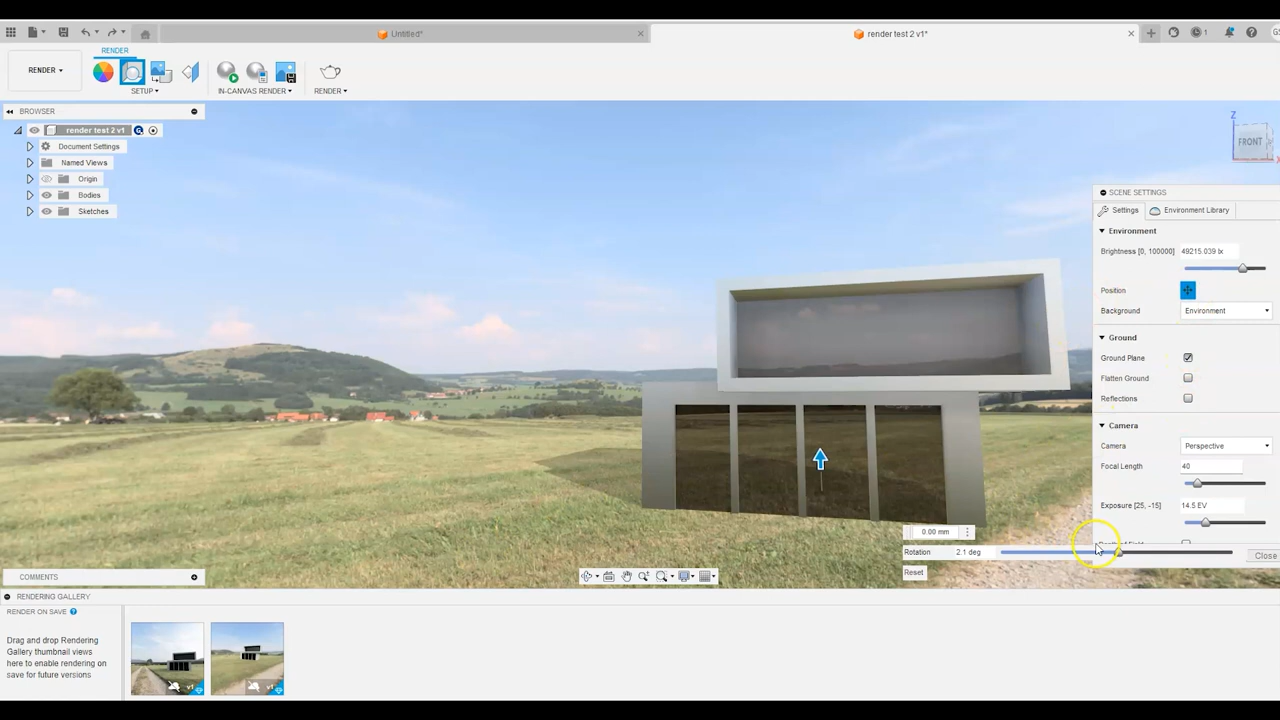 Untitled*
render test 2 v1*
1
RENDER
RENDER
SETUP
IN-CANVAS RENDER
RENDER
BROWSER
render test 2 v1
Document Settings
Named Views
Origin
Bodies
Sketches
Z
FRONT
SCENE SETTINGS
Settings
Environment Library
Environment
Brightness [0, 100000]
49215.039 lx
Position
Background
Environment
Ground
Ground Plane
Flatten Ground
Reflections
Camera
Camera
Perspective
Focal Length
40
Exposure [25, -15]
14.5 EV
0.00 mm
Rotation
2.1 deg
Close
Reset
COMMENTS
RENDERING GALLERY
RENDER ON SAVE
Drag and drop Rendering
Gallery thumbnail views
here to enable rendering on
save for future versions
v1
v1